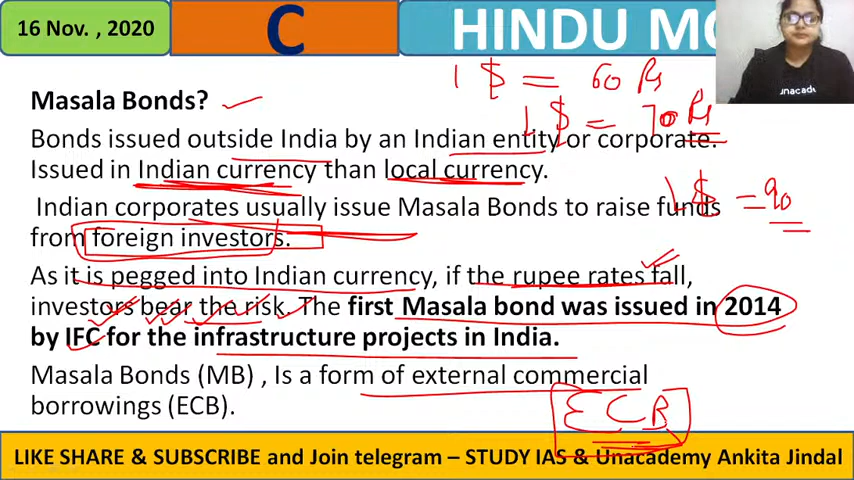 16 Nov. , 2020
C
HINDU MO
1 $ = 60 Rs
unacad
Masala Bonds?
1 $ = 70 Rs
Bonds issued outside India by an Indian entity or corporate.
Issued in Indian currency than local currency.
1 $ = 90
Indian corporates usually issue Masala Bonds to raise funds
from foreign investors.
As it is pegged into Indian currency, if the rupee rates fall,
investors bear the risk. The first Masala bond was issued in 2014
by IFC for the infrastructure projects in India.
Masala Bonds (MB) , Is a form of external commercial
borrowings (ECB).
ECB
LIKE SHARE & SUBSCRIBE and Join telegram – STUDY IAS & Unacademy Ankita Jindal